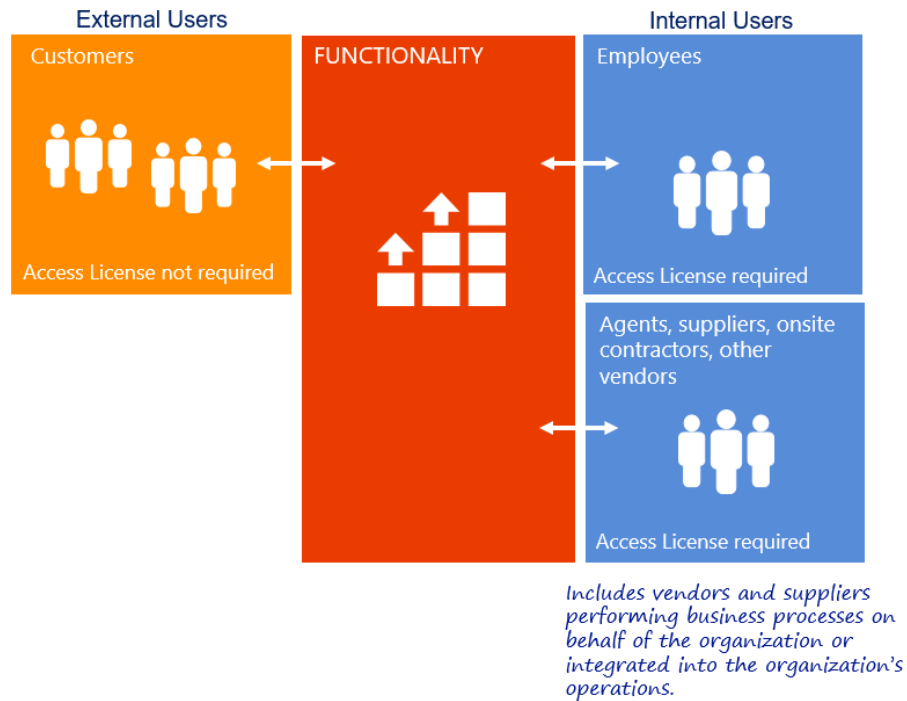 External Users
Internal Users
Customers
FUNCTIONALITY
Employees
Access License not required
Access License required
Agents, suppliers, onsite
contractors, other
vendors
Access License required
Includes vendors and suppliers
performing business processes on
behalf of the organization or
integrated into the organization's
operations.